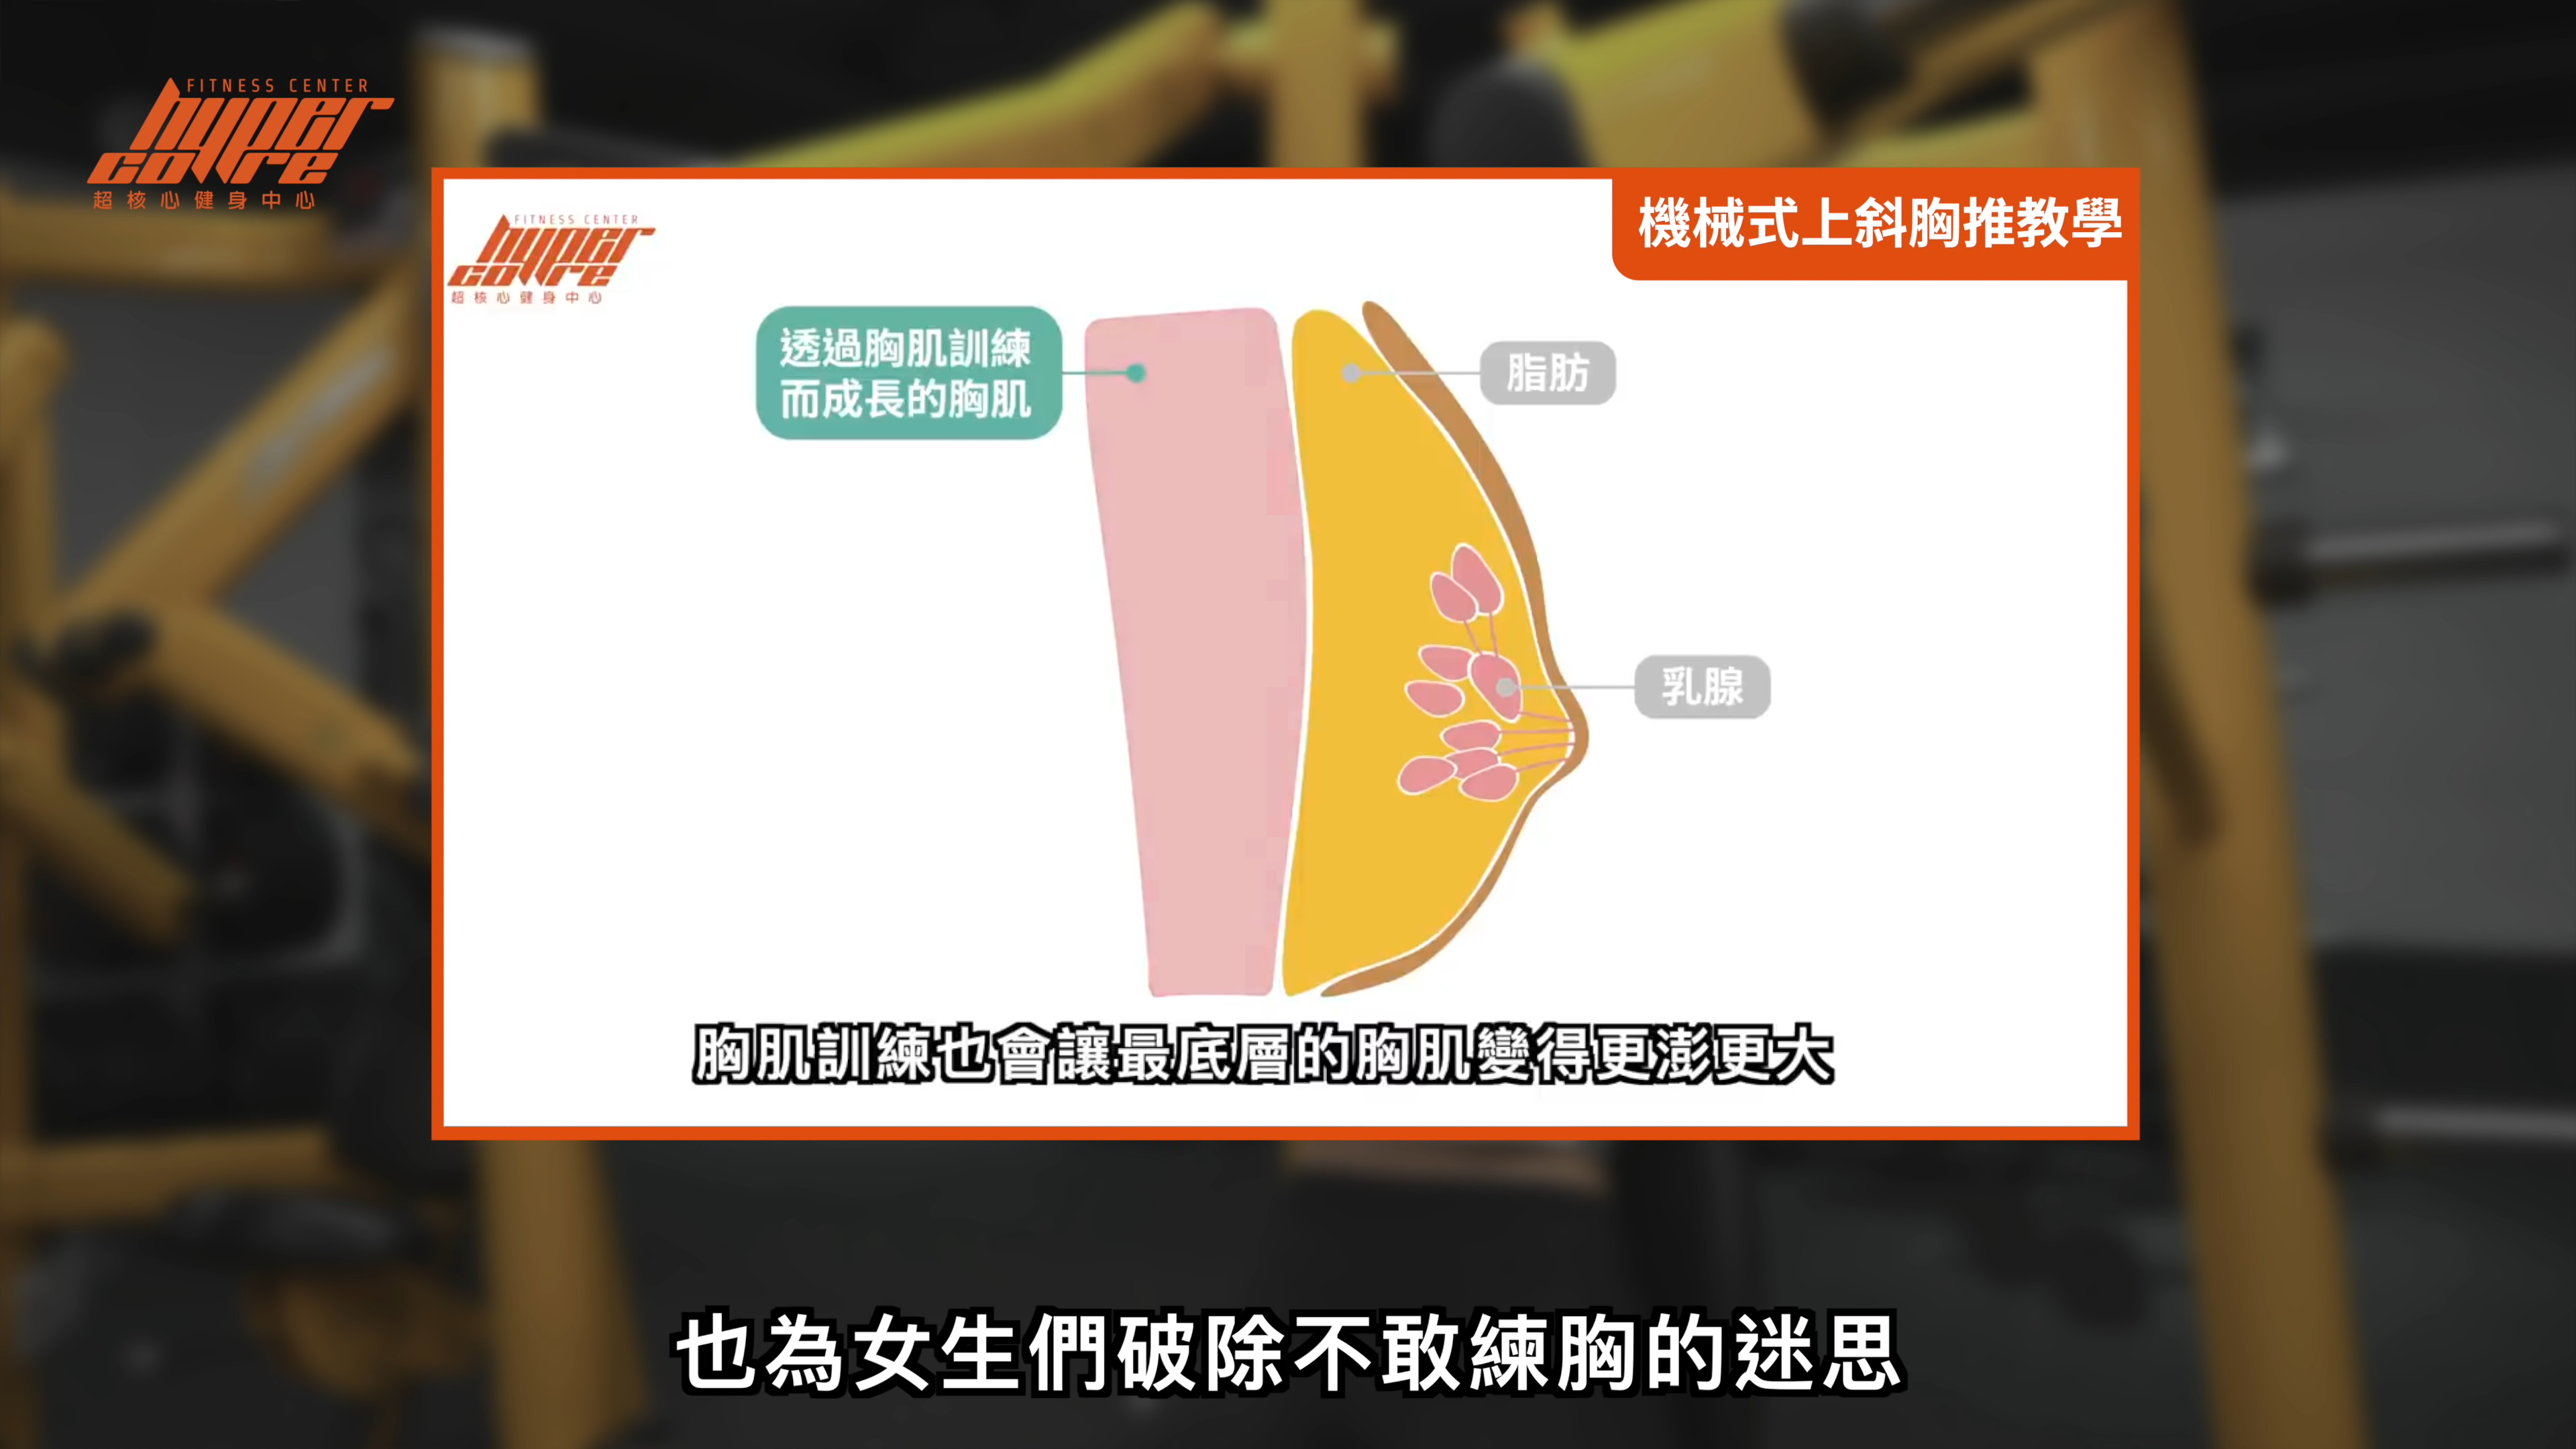 FITNESS CENTER
hyper
core
超核心健身中心
機械式上斜胸推教學
FITNESS CENTER
hyper
core
超核心健身中心
透過胸肌訓練
而成長的胸肌
脂肪
乳腺
胸肌訓練也會讓最底層的胸肌變得更澎更大
也為女生們破除不敢練胸的迷思